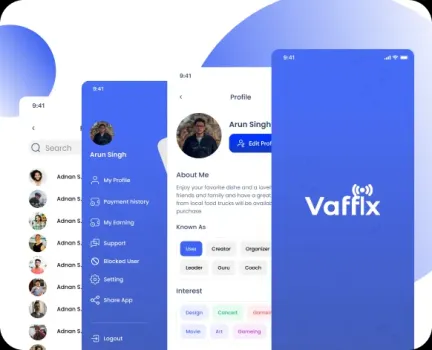 9:41
Search
Adnan S.
Adnan S.
Adnan S.
Adnan S.
Adnan S.
Adnan S.
Adnan S.
Adnan S.
9:41
Arun Singh
My Profile
Payment history
My Earning
Support
Blocked User
Setting
Share App
Logout
9:41
Profile
Arun Singh
Edit Prof
About Me
Enjoy your favorite dishe and a lovel
friends and family and have a great
from local food trucks will be availa
purchase.
Known As
User
Creator
Organizer
Leader
Guru
Coach
Interest
Design
Movie
Art
9:41
Vaffix